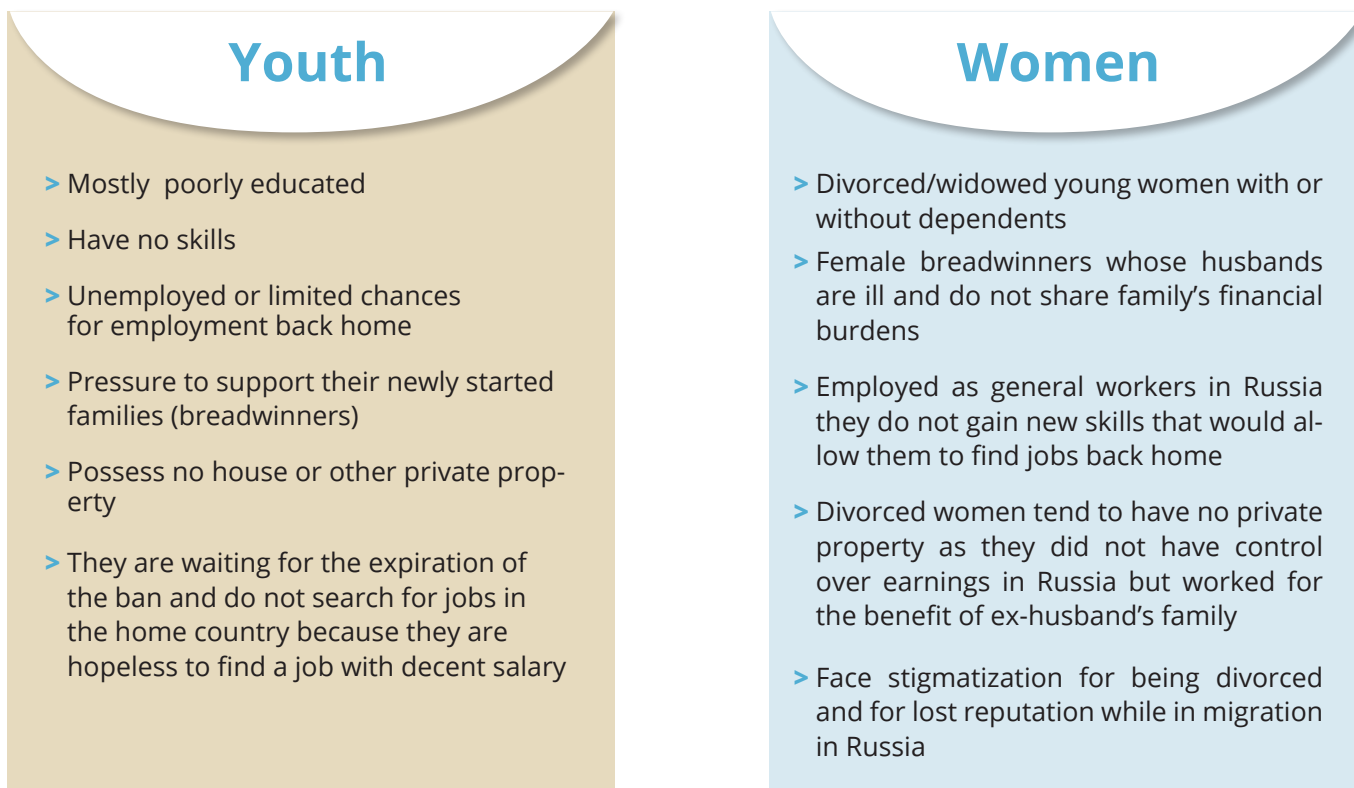 Youth
> Mostly  poorly educated
> Have no skills
> Unemployed or limited chances
for employment back home
> Pressure to support their newly started
families (breadwinners)
> Possess no house or other private prop-
erty
> They are waiting for the expiration of
the ban and do not search for jobs in
the home country because they are
hopeless to find a job with decent salary
Women
> Divorced/widowed young women with or
without dependents
> Female breadwinners whose husbands
are ill and do not share family’s financial
burdens
> Employed as general workers in Russia
they do not gain new skills that would al-
low them to find jobs back home
> Divorced women tend to have no private
property as they did not have control
over earnings in Russia but worked for
the benefit of ex-husband’s family
> Face stigmatization for being divorced
and for lost reputation while in migration
in Russia